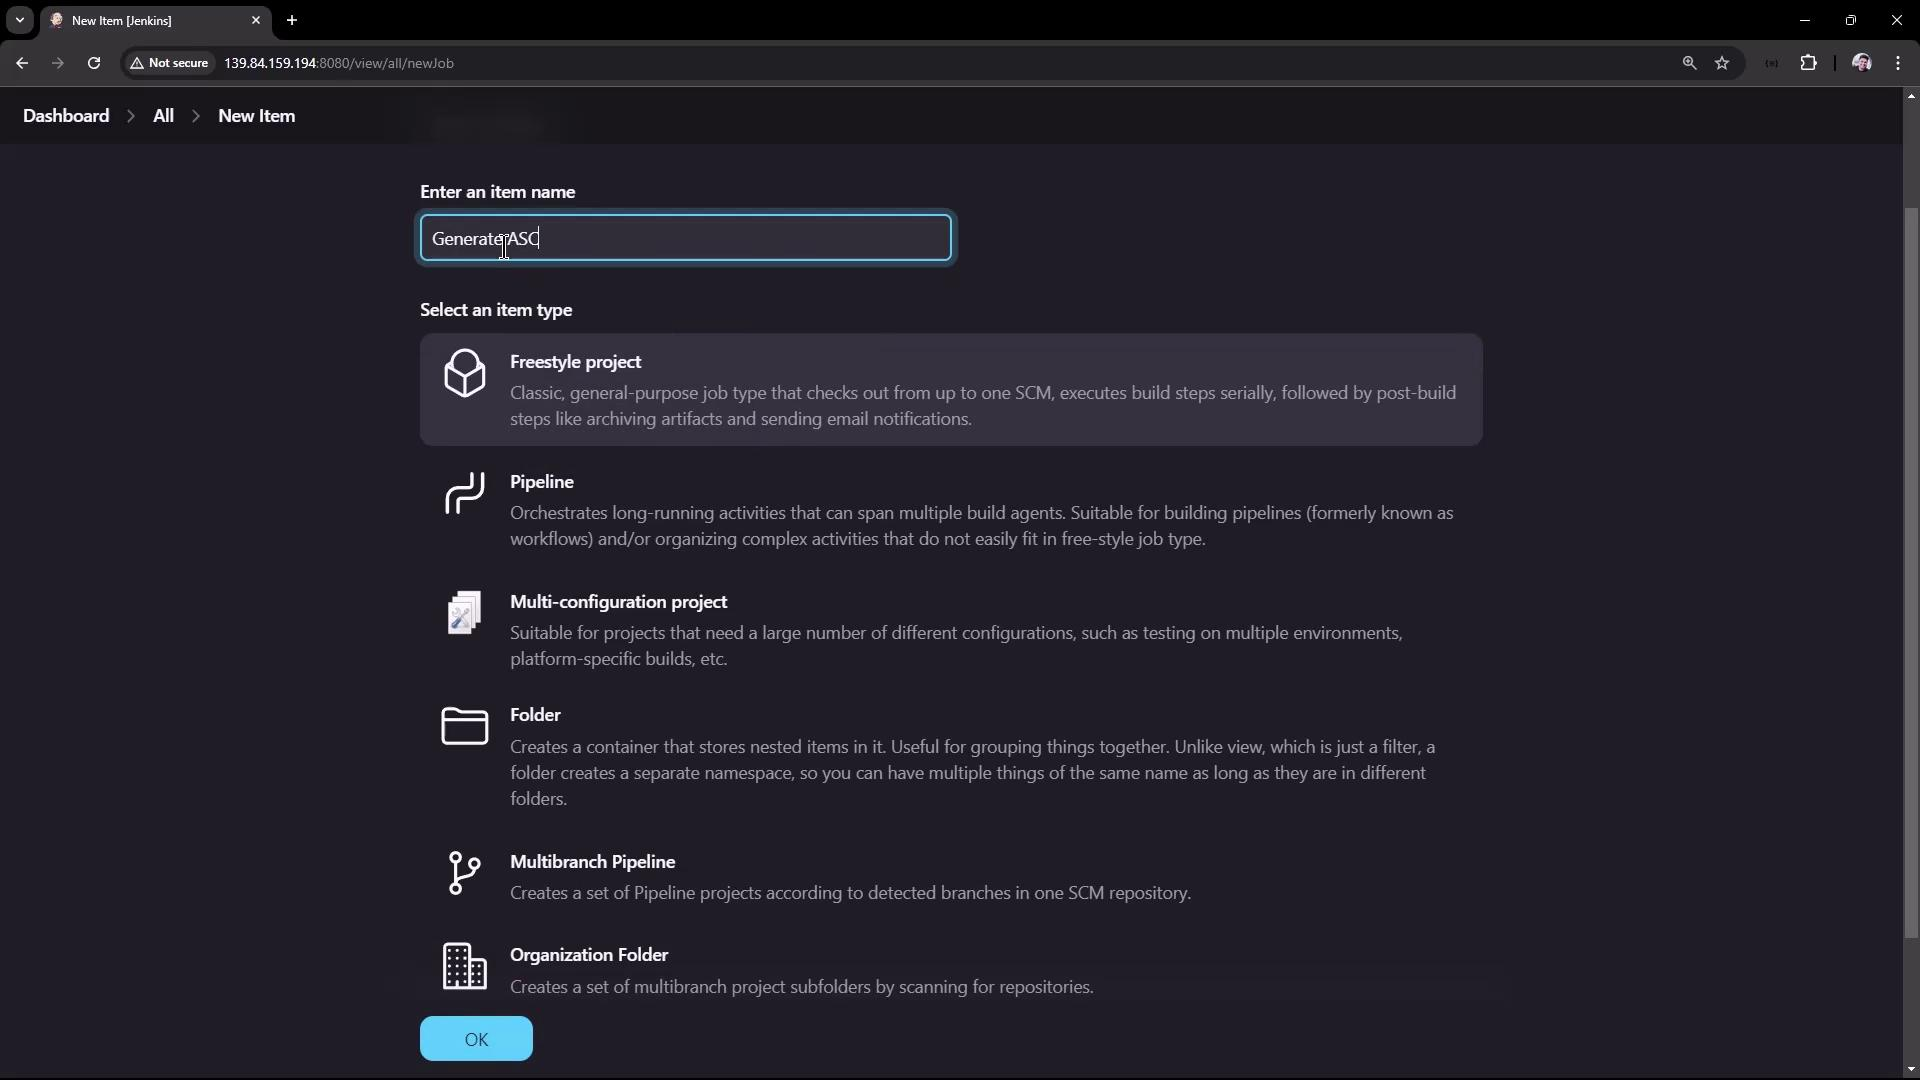 New Item [Jenkins]
Not secure
139.84.159.194:8080/view/all/newJob
Dashboard > All > New Item
Enter an item name
Generate ASC
Select an item type
Freestyle project
Classic, general-purpose job type that checks out from up to one SCM, executes build steps serially, followed by post-build
steps like archiving artifacts and sending email notifications.
Pipeline
Orchestrates long-running activities that can span multiple build agents. Suitable for building pipelines (formerly known as
workflows) and/or organizing complex activities that do not easily fit in free-style job type.
Multi-configuration project
Suitable for projects that need a large number of different configurations, such as testing on multiple environments,
platform-specific builds, etc.
Folder
Creates a container that stores nested items in it. Useful for grouping things together. Unlike view, which is just a filter, a
folder creates a separate namespace, so you can have multiple things of the same name as long as they are in different
folders.
Multibranch Pipeline
Creates a set of Pipeline projects according to detected branches in one SCM repository.
Organization Folder
Creates a set of multibranch project subfolders by scanning for repositories.
OK